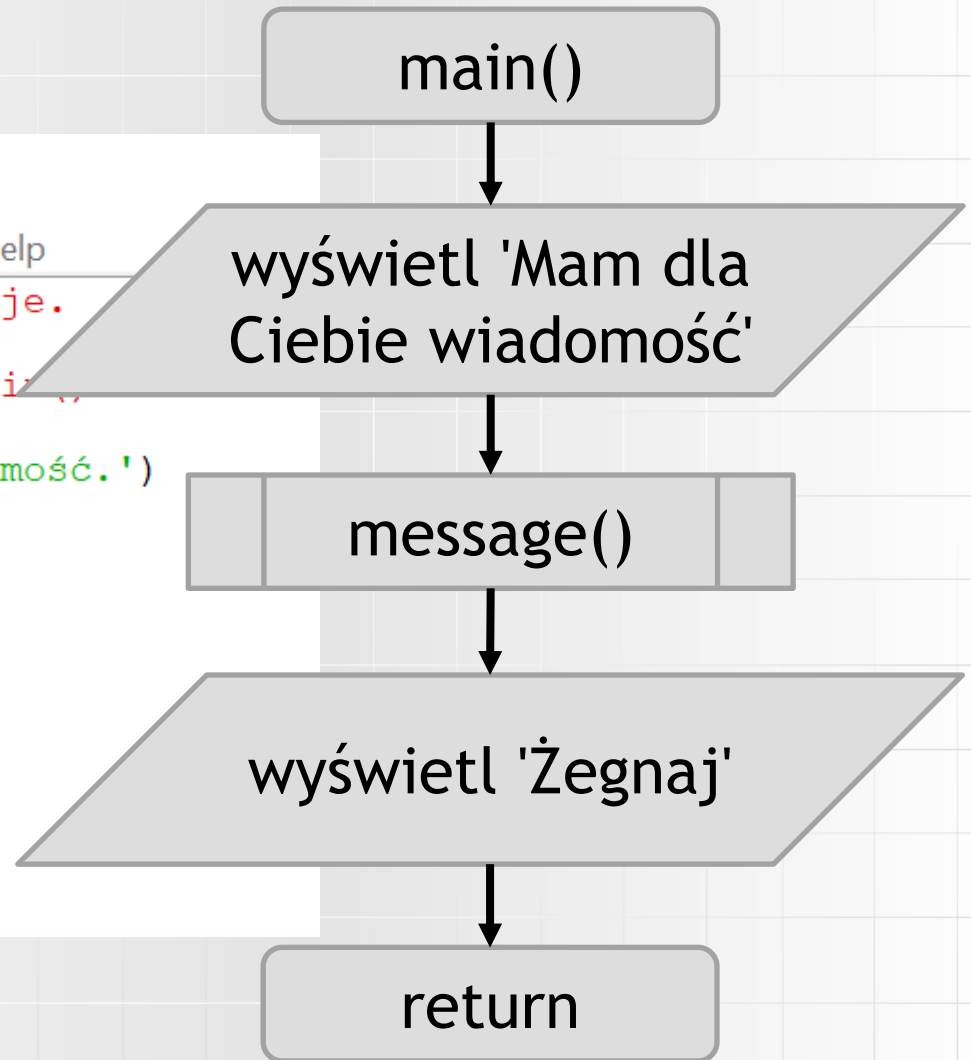 main()
elp
je.
wyświetl 'Mam dla
Ciebie wiadomość'
mość.')
message()
wyświetl 'Żegnaj'
return